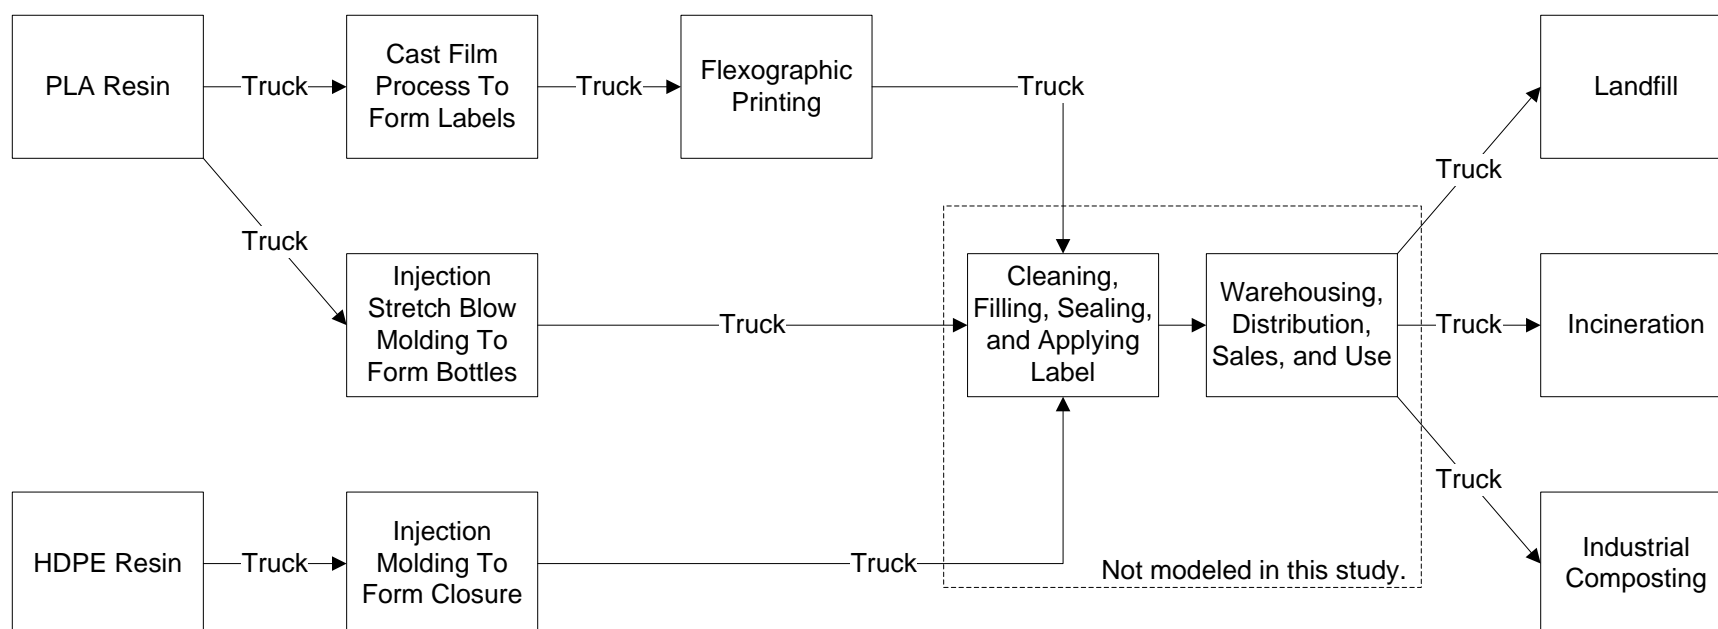 PLA Resin
Truck
Cast Film
Process To
Form Labels
Truck
Flexographic
Printing
Truck
Landfill
Truck
Truck
Injection
Stretch Blow
Molding To
Form Bottles
Truck
Cleaning,
Filling, Sealing,
and Applying
Label
Warehousing,
Distribution,
Sales, and Use
Truck
Incineration
Truck
HDPE Resin
Truck
Injection
Molding To
Form Closure
Truck
Not modeled in this study.
Industrial
Composting